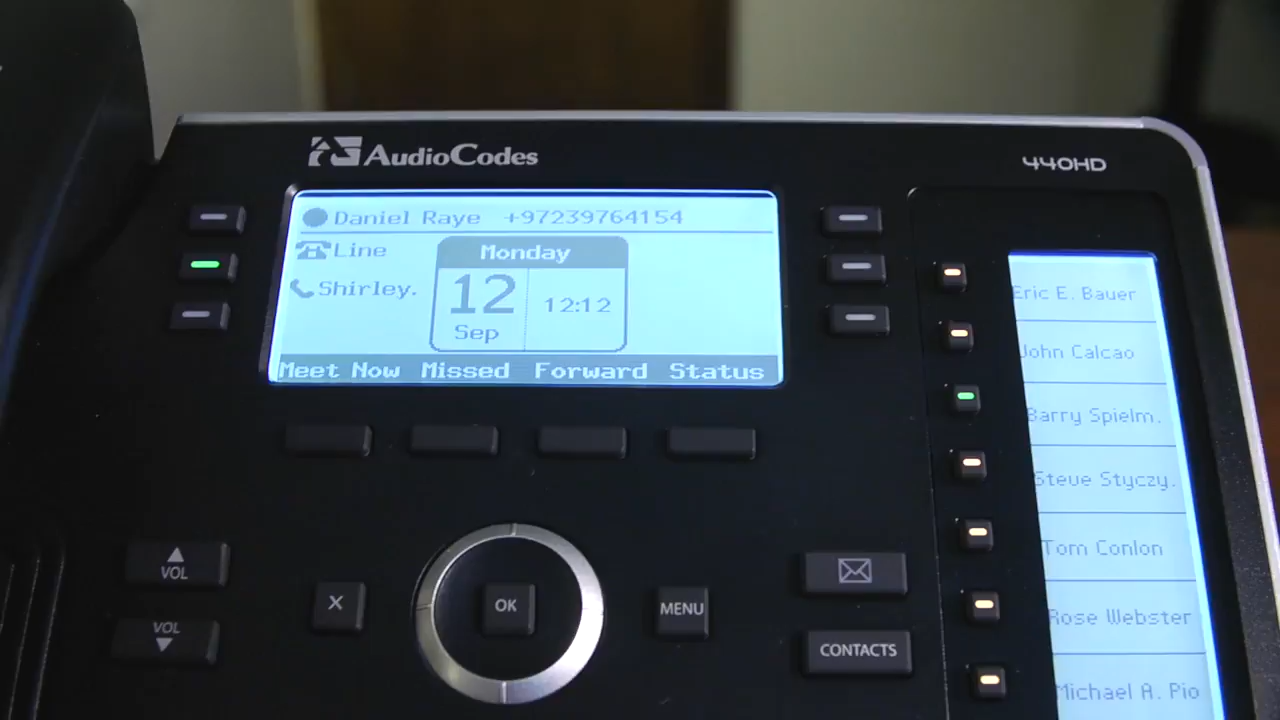 AudioCodes
440HD
Daniel Raye +97239764154
Line
Shirley.
Monday
12
Sep
12:12
Meet Now Missed Forward Status
Eric E. Bauer
John Calcao
Barry Spielm.
Steve Styczy.
Tom Conlon
Rose Webster
Michael A. Pio
VOL
VOL
X
OK
MENU
CONTACTS